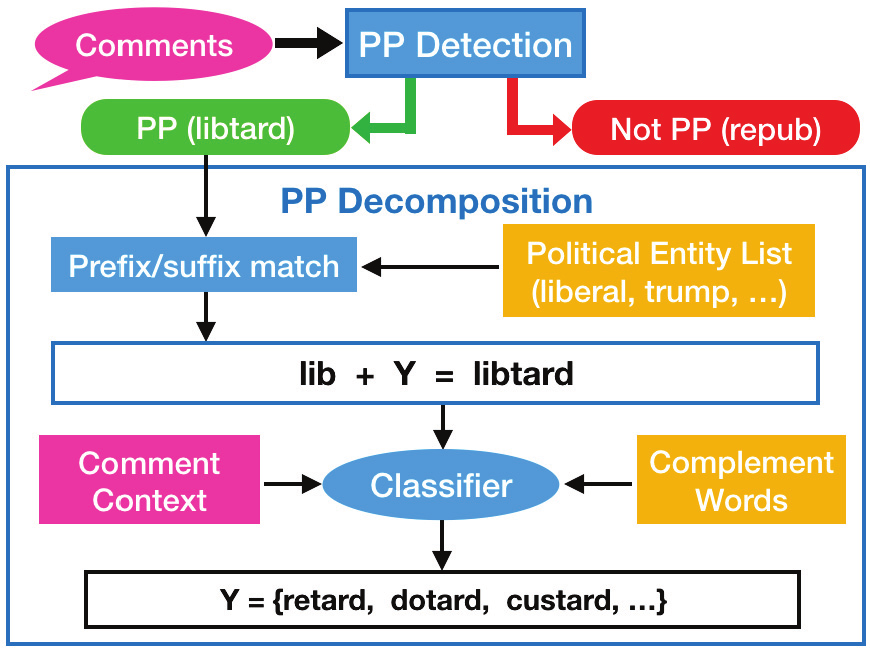 Comments
PP Detection
PP (libtard)
Not PP (repub)
PP Decomposition
Prefix/suffix match
Political Entity List
(liberal, trump, ...)
lib + Y = libtard
Comment
Context
Classifier
Complement
Words
Y = {retard, dotard, custard, ...}